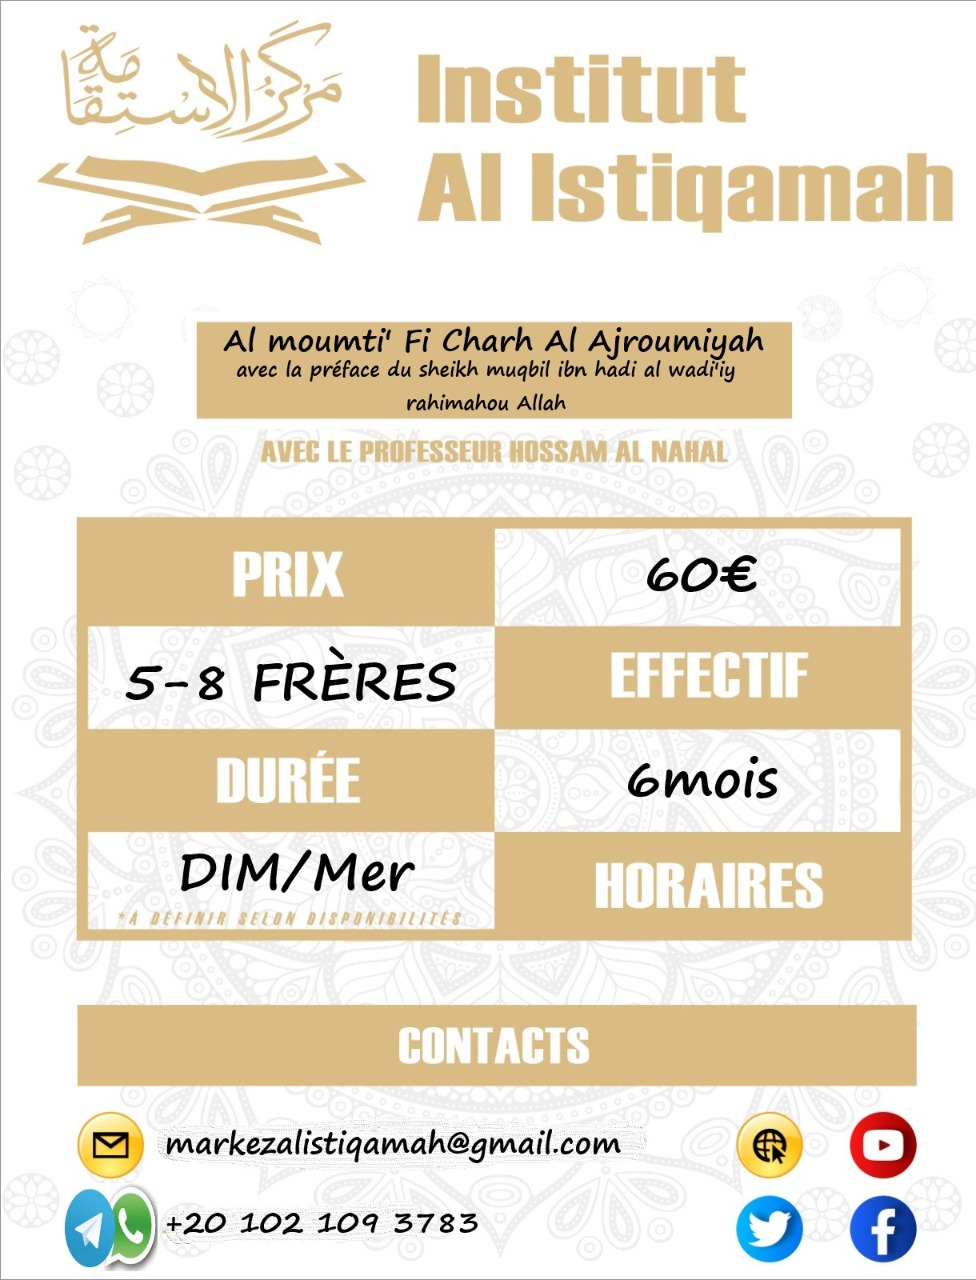 مركز الاستقامة
Institut
Al Istiqamah
Al moumti' Fi Charh Al Ajroumiyah
avec la préface du sheikh muqbil ibn hadi al wadi'iy
rahimahou Allah
AVEC LE PROFESSEUR HOSSAM AL NAHAL
PRIX
60€
5-8 FRÈRES
EFFECTIF
DURÉE
6mois
DIM/Mer
*À DÉFINIR SELON DISPONIBILITÉS
HORAIRES
CONTACTS
markezalistiqamah@gmail.com
+20 102 109 3783